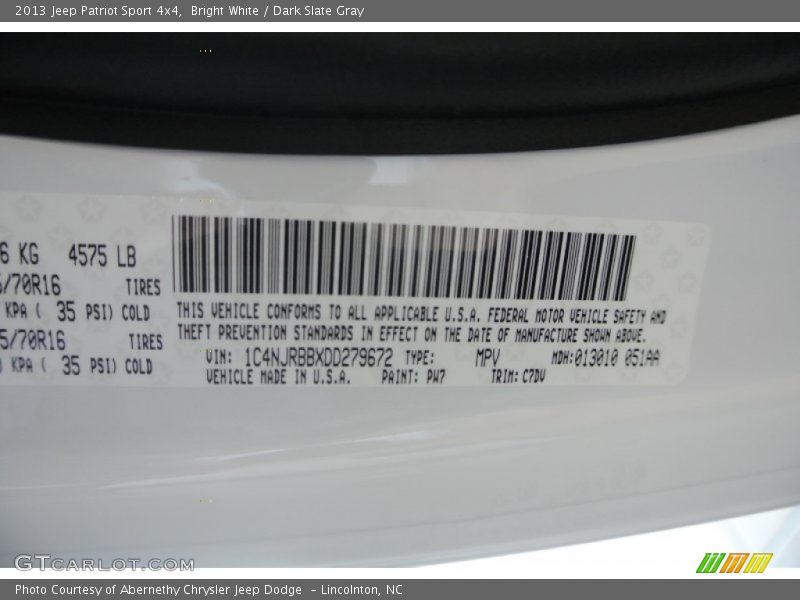 2013 Jeep Patriot Sport 4x4, Bright White / Dark Slate Gray
6 KG 4575 LB
/70R16 TIRES
KPA ( 35 PSI) COLD
5/70R16 TIRES
) KPA ( 35 PSI) COLD
THIS VEHICLE CONFORMS TO ALL APPLICABLE U.S.A. FEDERAL MOTOR VEHICLE SAFETY AND
THEFT PREVENTION STANDARDS IN EFFECT ON THE DATE OF MANUFACTURE SHOWN ABOVE.
VIN: 1C4NJRBBXDD279672 TYPE: MPV MDH:013010 051AA
VEHICLE MADE IN U.S.A. PAINT: PW7 TRIM: C7DV
GTCARLOT.COM
Photo Courtesy of Abernethy Chrysler Jeep Dodge - Lincolnton, NC